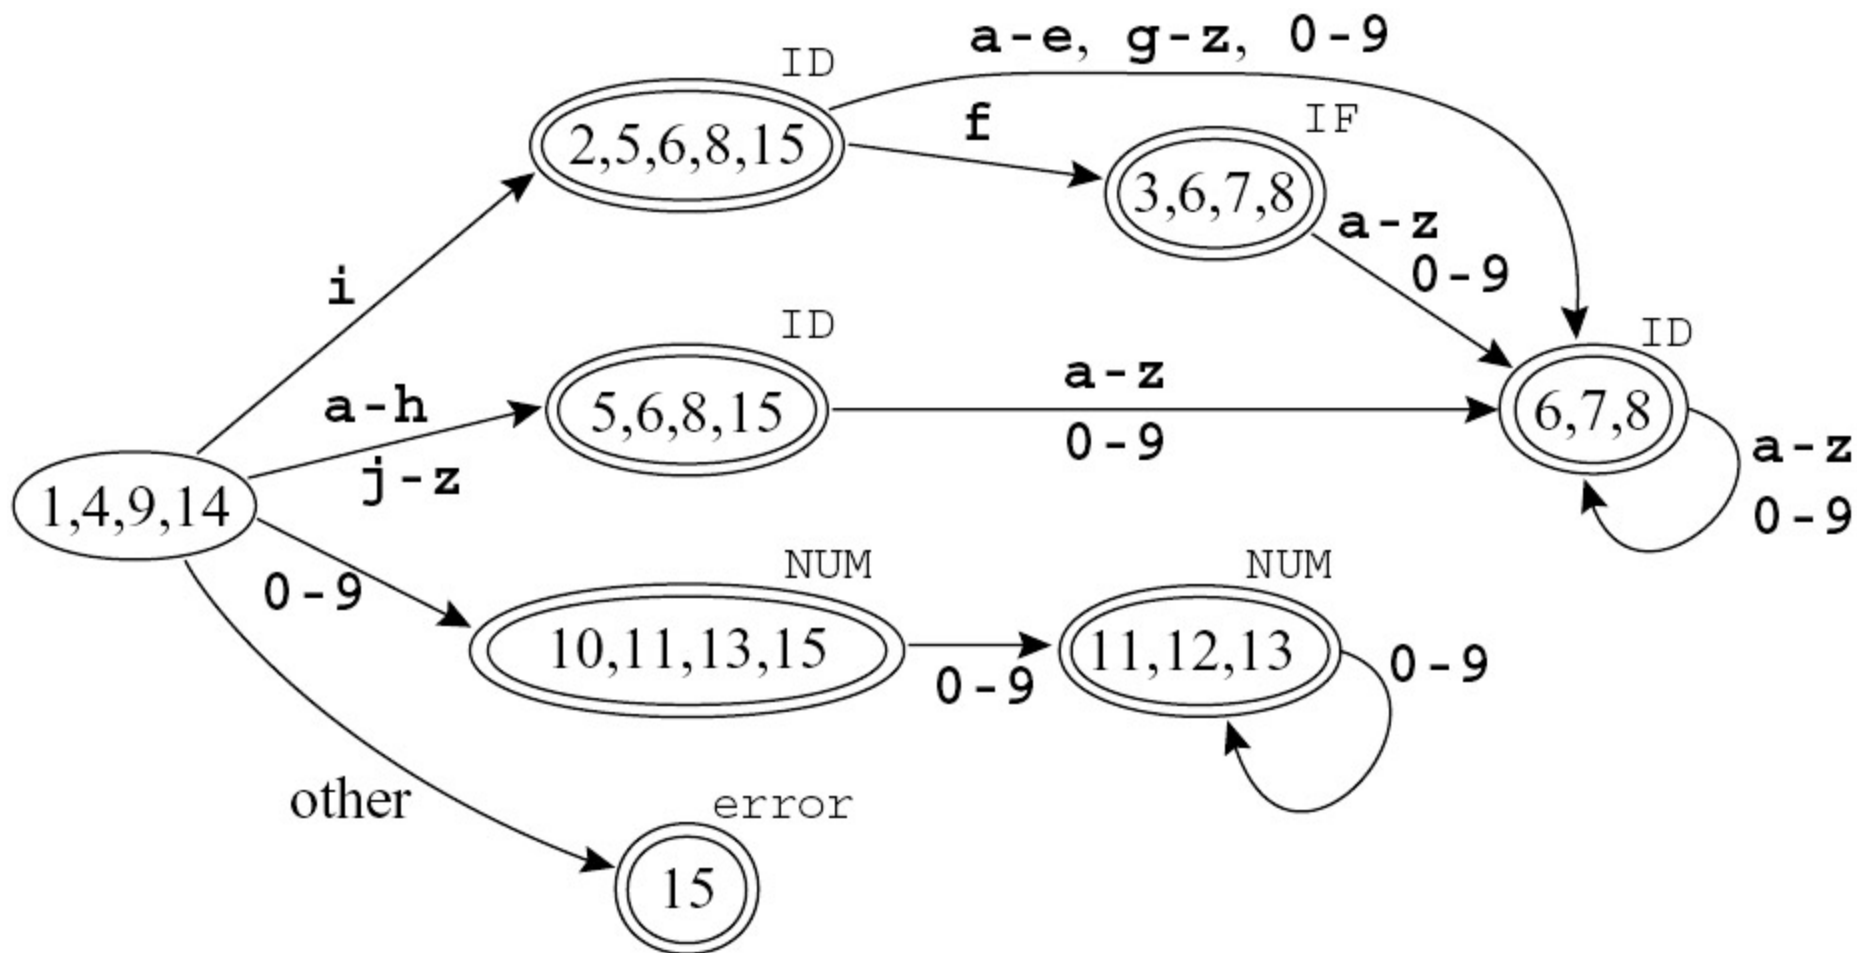 a-e, g-z, 0-9
ID
2,5,6,8,15
f
IF
3,6,7,8
a-z
0-9
i
ID
5,6,8,15
a-z
0-9
ID
6,7,8
a-z
0-9
a-h
j-z
1,4,9,14
0-9
NUM
10,11,13,15
0-9
NUM
11,12,13
0-9
other
error
15